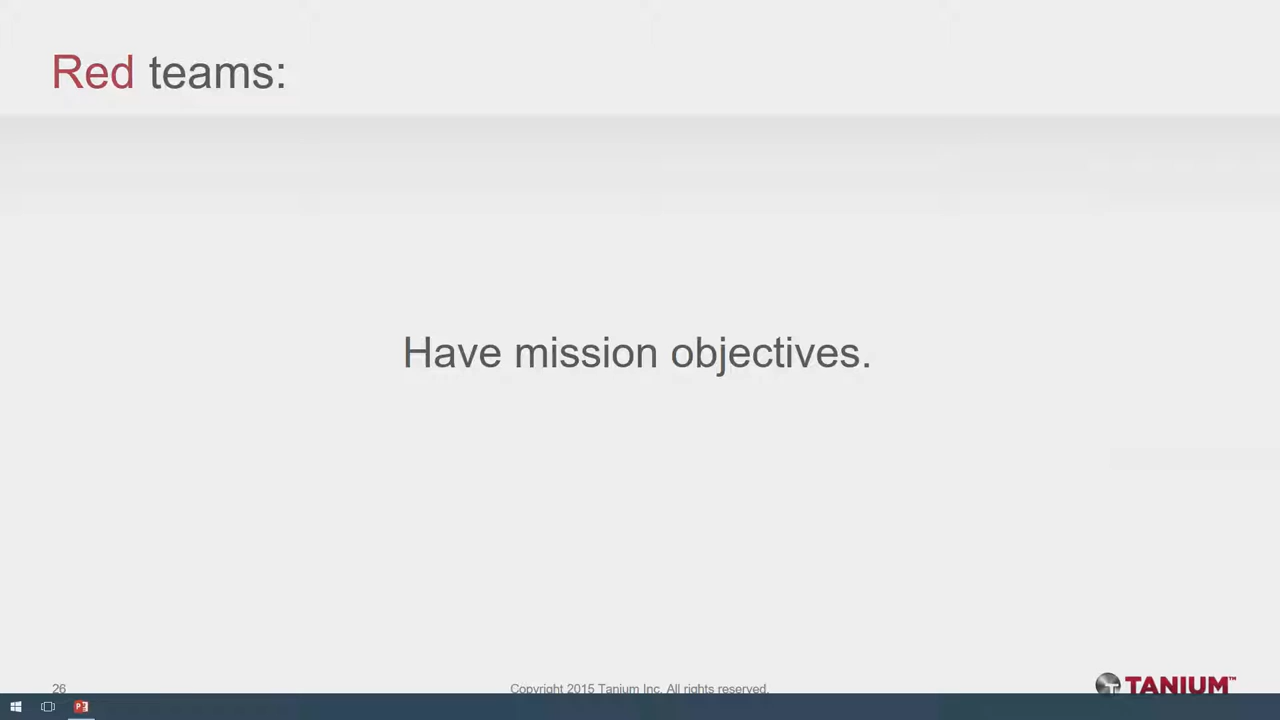 Red teams:
Have mission objectives.
26
Copyright 2015 Tanium Inc. All rights reserved.
TANIUM™